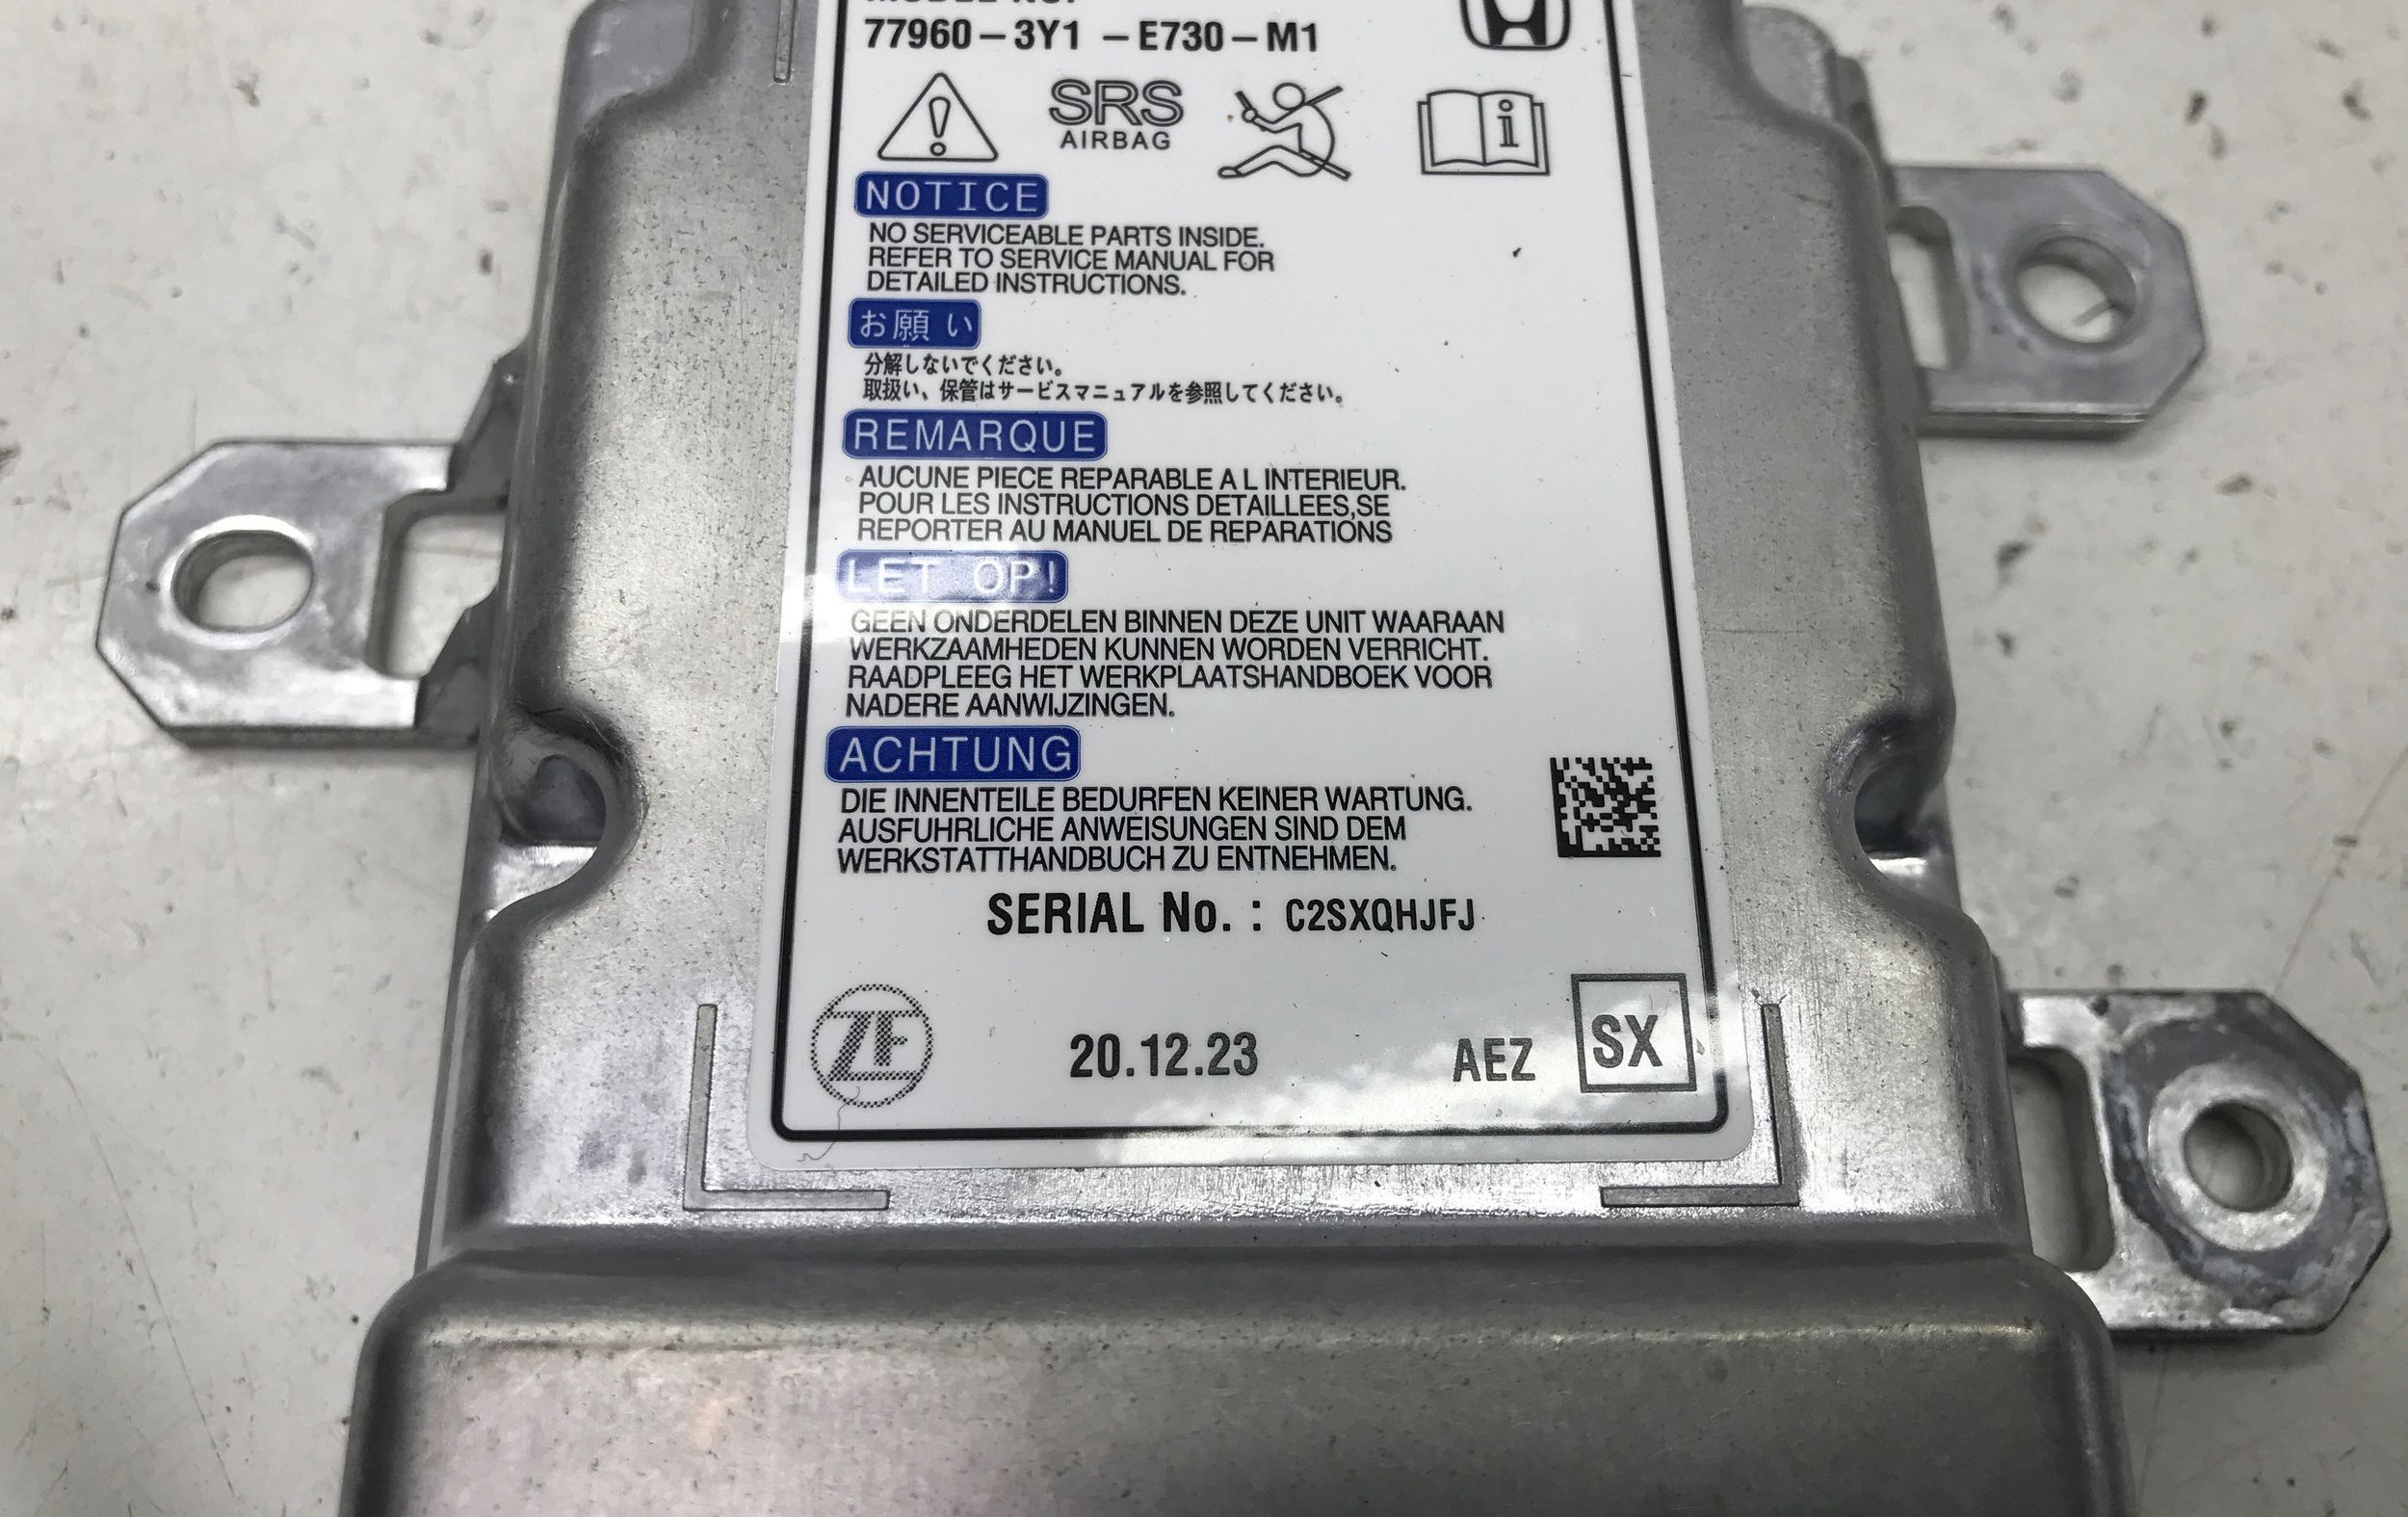 MODEL NO.
77960-3Y1 -E730-M1
SRS
AIRBAG
NOTICE
NO SERVICEABLE PARTS INSIDE.
REFER TO SERVICE MANUAL FOR
DETAILED INSTRUCTIONS.
お願い
分解しないでください。
取扱い、保管はサービスマニュアルを参照してください。
REMARQUE
AUCUNE PIECE REPARABLE A L INTERIEUR.
POUR LES INSTRUCTIONS DETAILLEES,SE
REPORTER AU MANUEL DE REPARATIONS
LET OP!
GEEN ONDERDELEN BINNEN DEZE UNIT WAARAAN
WERKZAAMHEDEN KUNNEN WORDEN VERRICHT.
RAADPLEEG HET WERKPLAATSHANDBOEK VOOR
NADERE AANWIJZINGEN.
ACHTUNG
DIE INNENTEILE BEDURFEN KEINER WARTUNG.
AUSFUHRLICHE ANWEISUNGEN SIND DEM
WERKSTATTHANDBUCH ZU ENTNEHMEN.
SERIAL No. : C2SXQHJFJ
ZF 20.12.23 AEZ SX